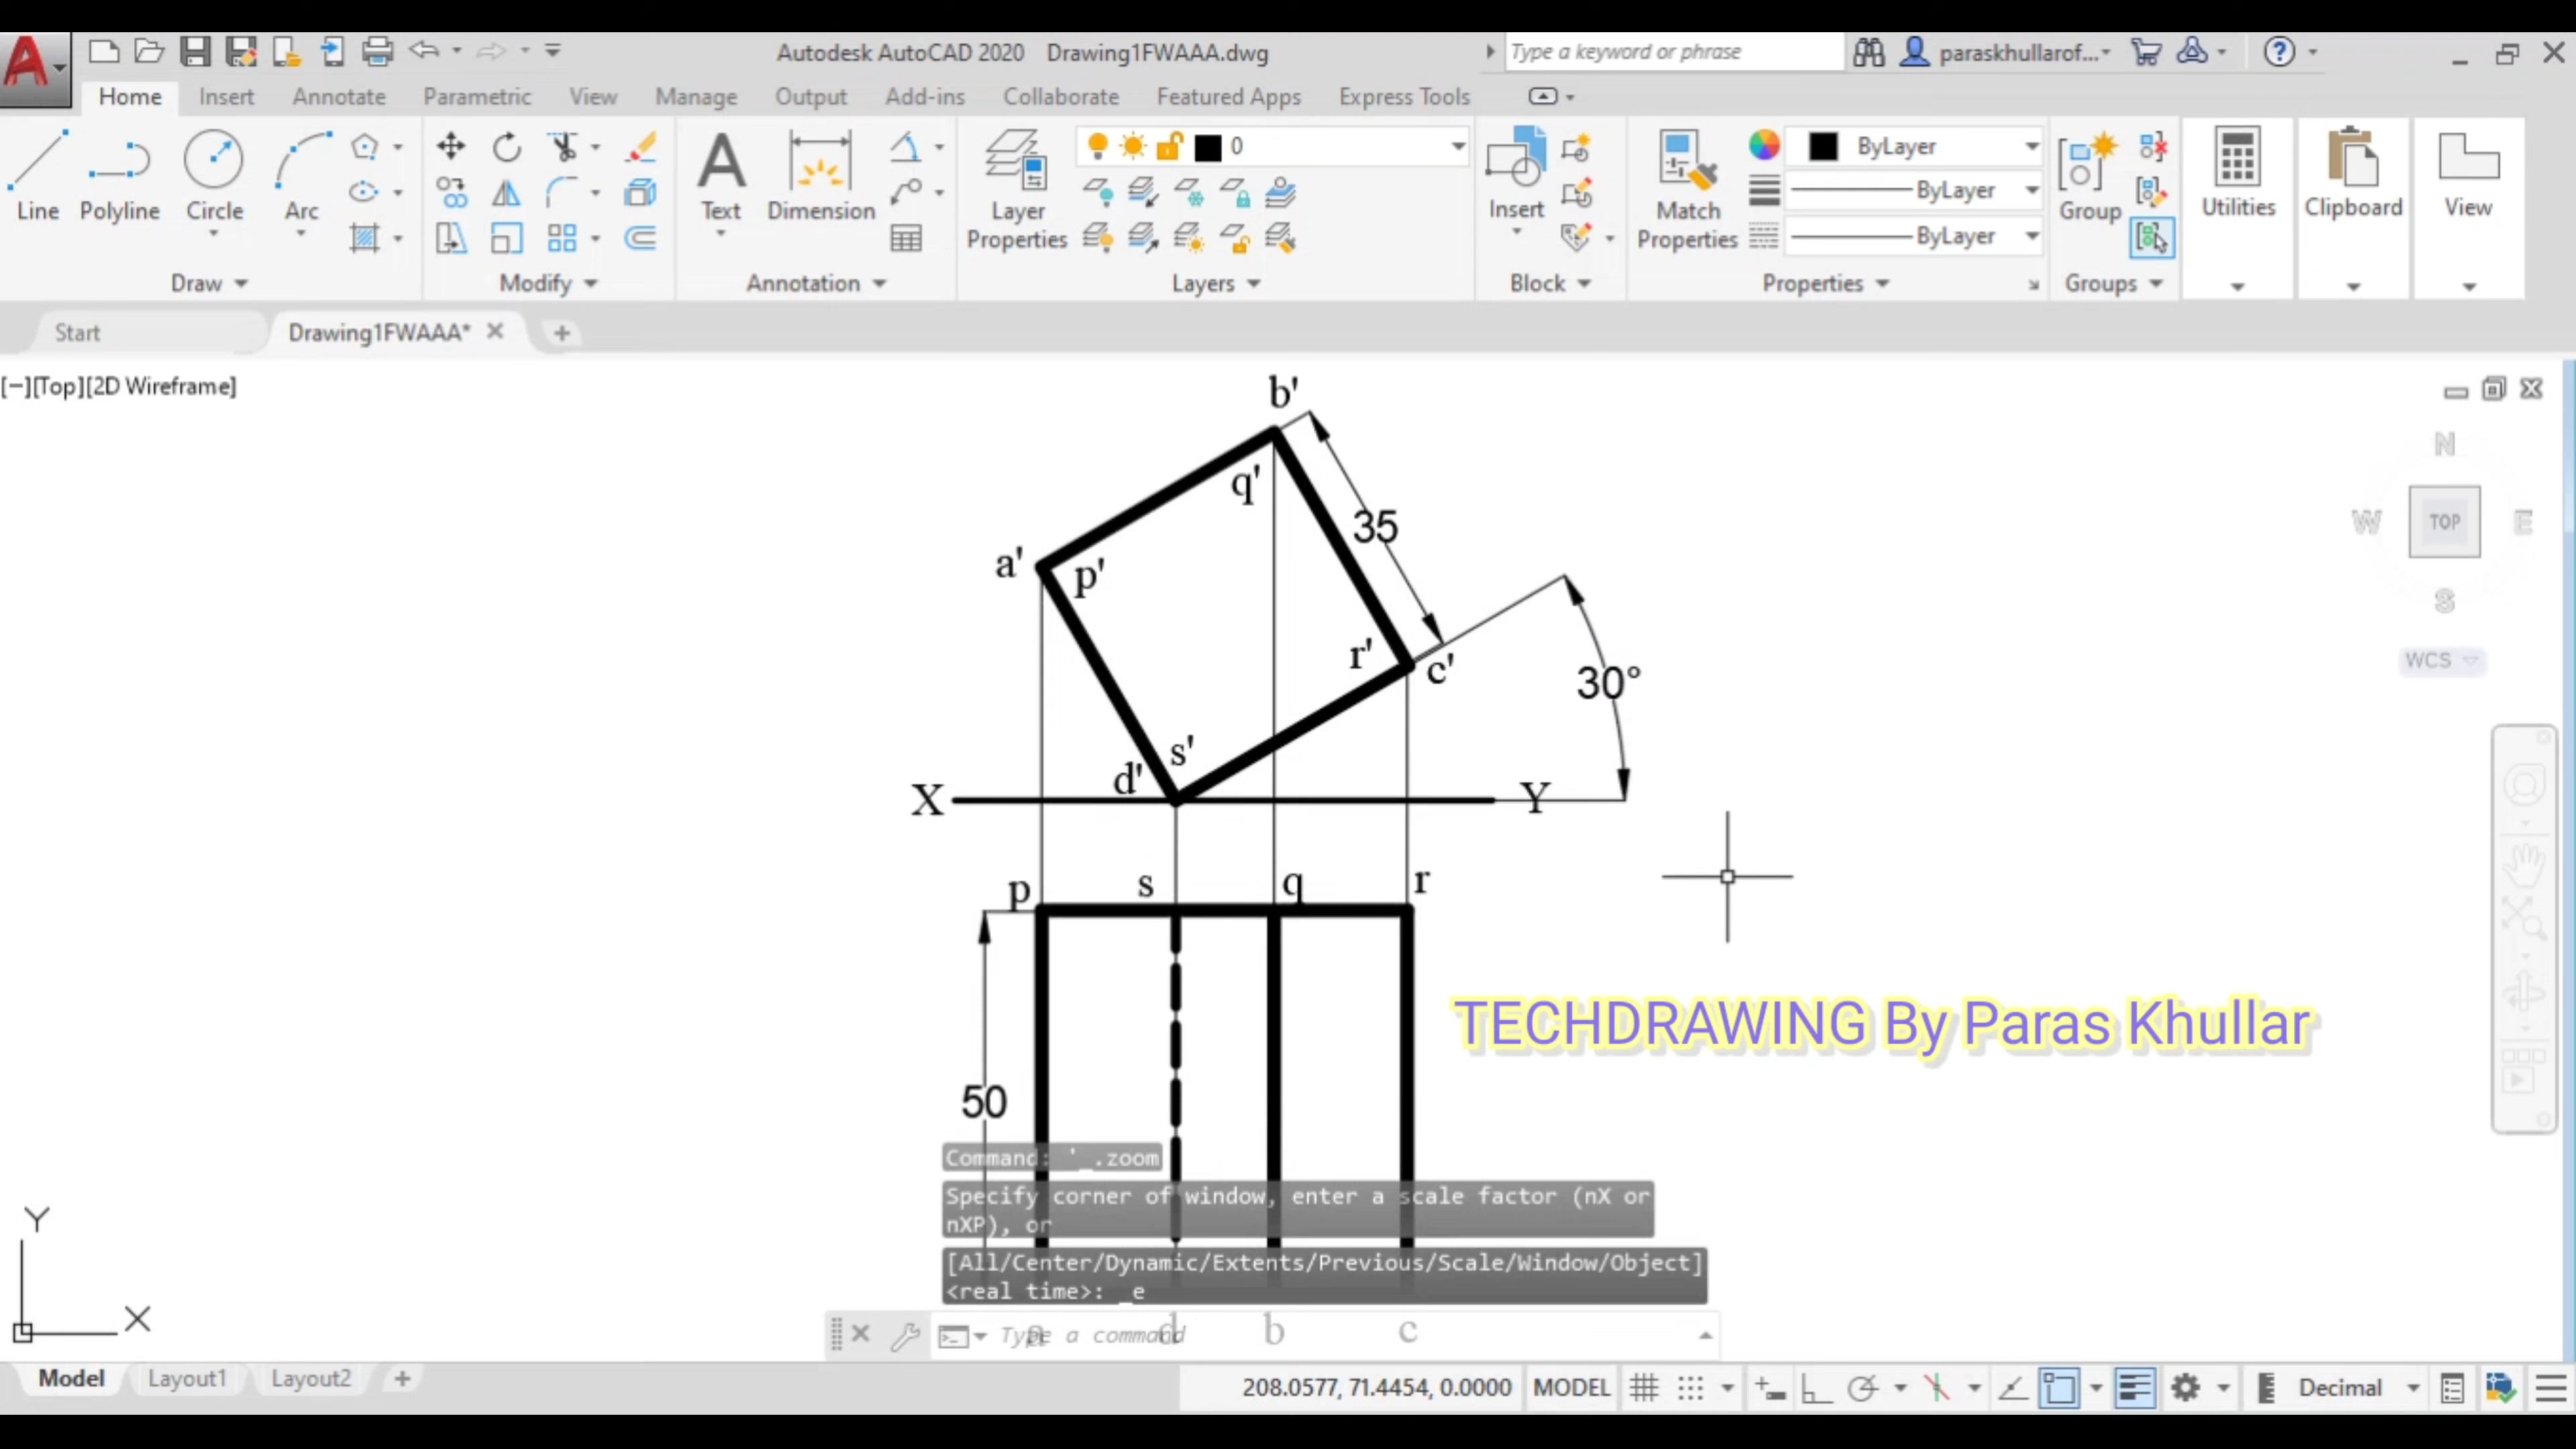 Autodesk AutoCAD 2020 Drawing1FWAAA.dwg
Type a keyword or phrase
paraskhullarof...
Home Insert Annotate Parametric View Manage Output Add-ins Collaborate Featured Apps Express Tools
Line Polyline Circle Arc
Text Dimension
Layer Properties
0
Insert
Match Properties
ByLayer
ByLayer
ByLayer
Group
Utilities
Clipboard
View
Draw Modify Annotation Layers Block Properties Groups
Start Drawing1FWAAA*
[−][Top][2D Wireframe]
b'
q'
35
a' p'
r' c'
30°
s'
d'
X Y
p s q r
50
N
W TOP E
S
WCS
TECHDRAWING By Paras Khullar
Command: '_.zoom
Specify corner of window, enter a scale factor (nX or
nXP), or
[All/Center/Dynamic/Extents/Previous/Scale/Window/Object]
<real time>: _e
Type a command
a d b c
Y
X
Model Layout1 Layout2
208.0577, 71.4454, 0.0000 MODEL Decimal